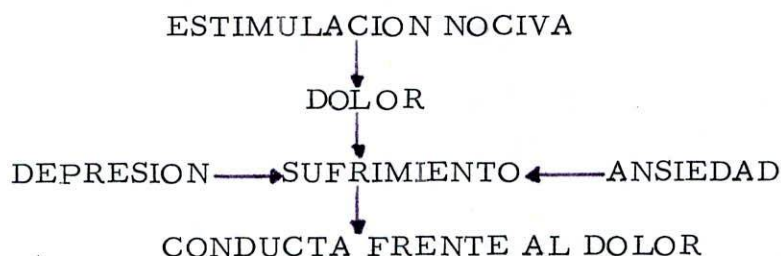 ESTIMULACION NOCIVA
DOLOR
DEPRESION SUFRIMIENTO ANSIEDAD
CONDUCTA FRENTE AL DOLOR